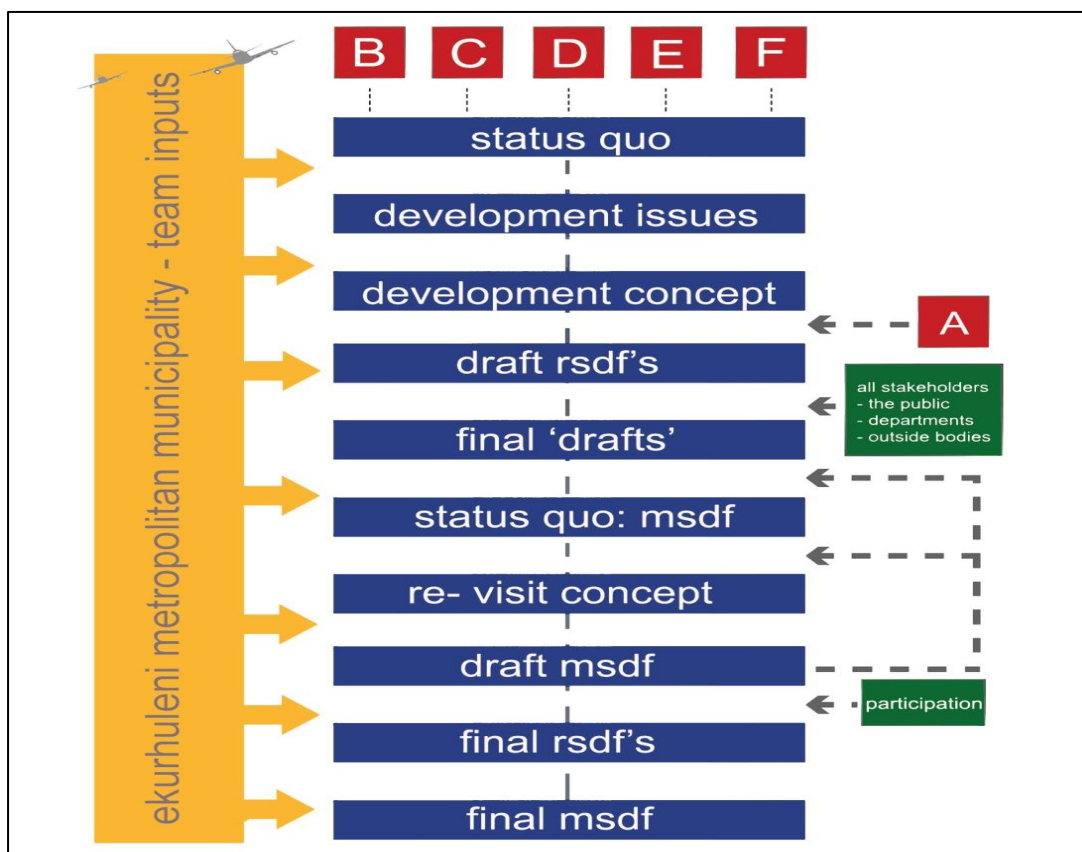 ekurhuleni metropolitan municipality - team inputs
B C D E F
status quo
development issues
development concept
A
draft rsdf's
all stakeholders
- the public
- departments
- outside bodies
final ‘drafts’
status quo: msdf
re- visit concept
draft msdf
participation
final rsdf's
final msdf